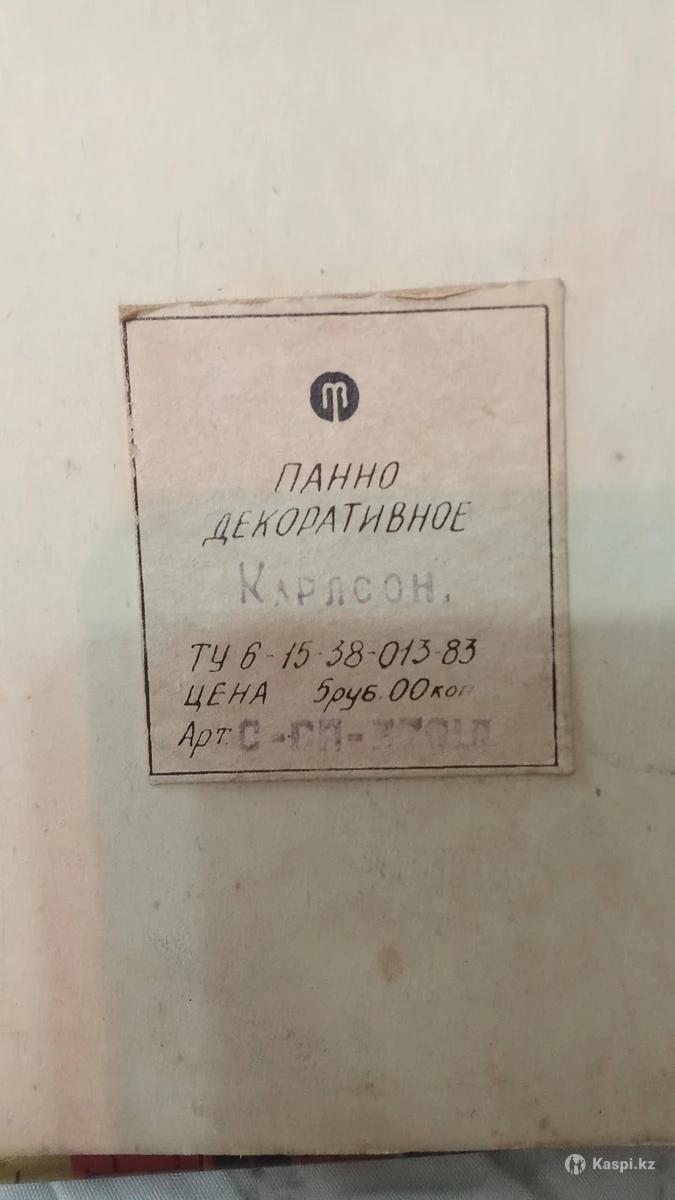 ПАННО
ДЕКОРАТИВНОЕ
КАРЛСОН.
ТУ 6-15-38-013-83
ЦЕНА 5руб.00коп
Арт.
Kaspi.kz